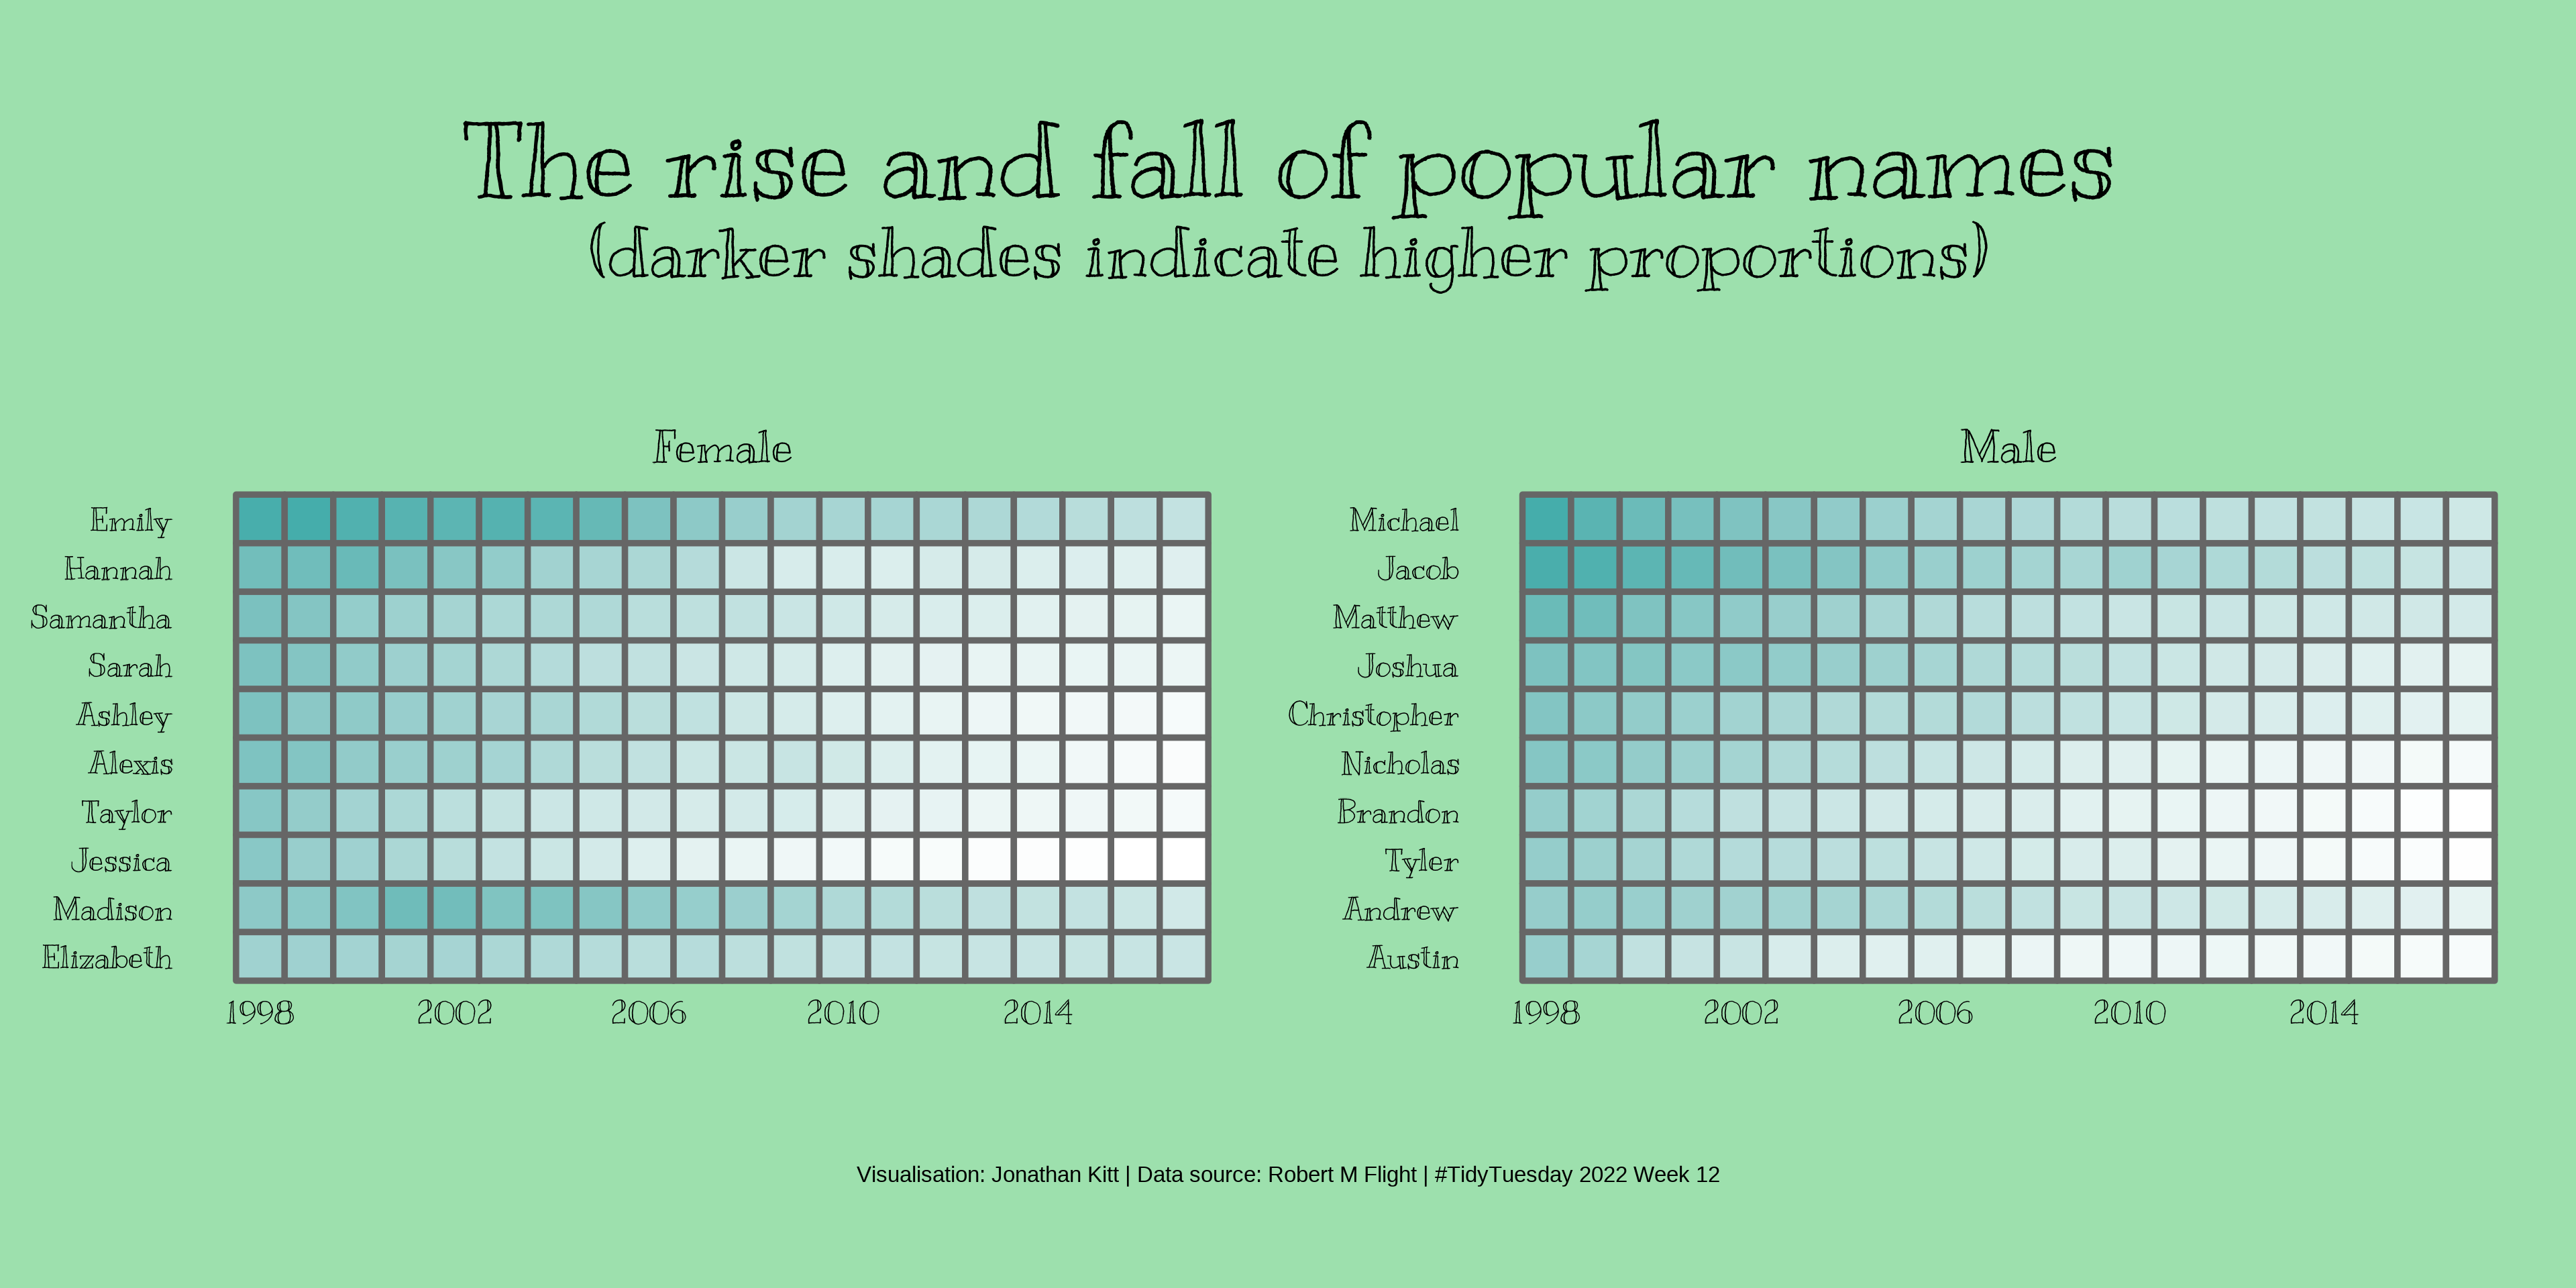 The rise and fall of popular names
(darker shades indicate higher proportions)
Female
Emily
Hannah
Samantha
Sarah
Ashley
Alexis
Taylor
Jessica
Madison
Elizabeth
1998 2002 2006 2010 2014
Male
Michael
Jacob
Matthew
Joshua
Christopher
Nicholas
Brandon
Tyler
Andrew
Austin
1998 2002 2006 2010 2014
Visualisation: Jonathan Kitt | Data source: Robert M Flight | #TidyTuesday 2022 Week 12